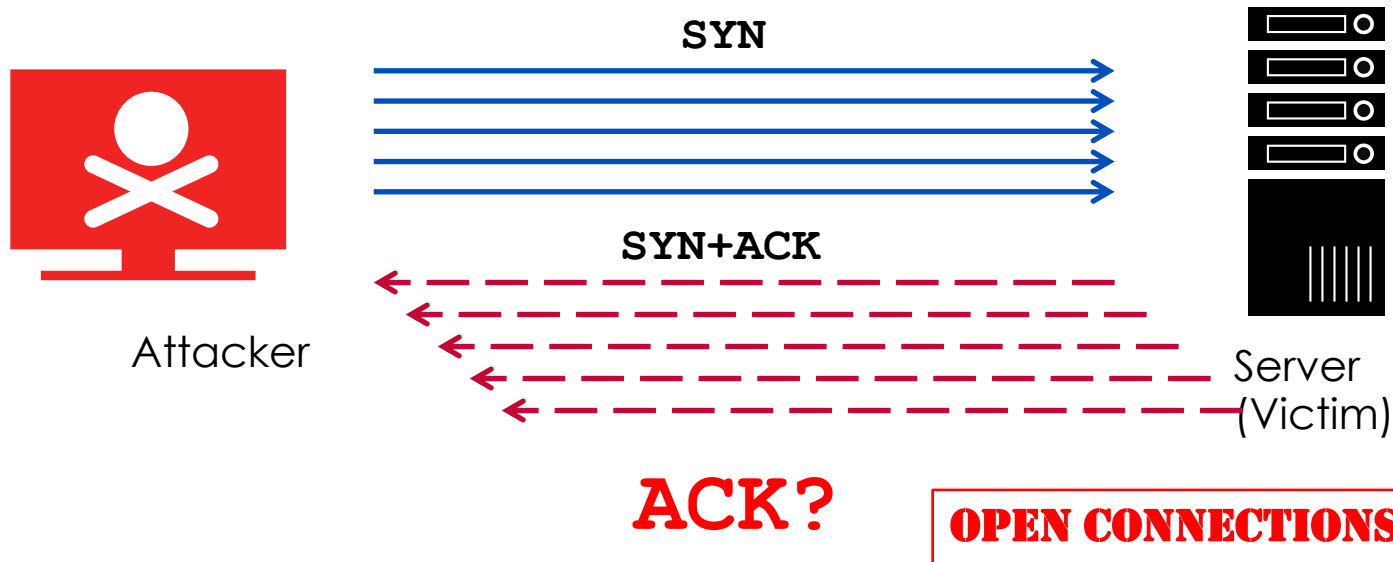 SYN
SYN+ACK
Attacker
Server
(Victim)
ACK?
OPEN CONNECTIONS